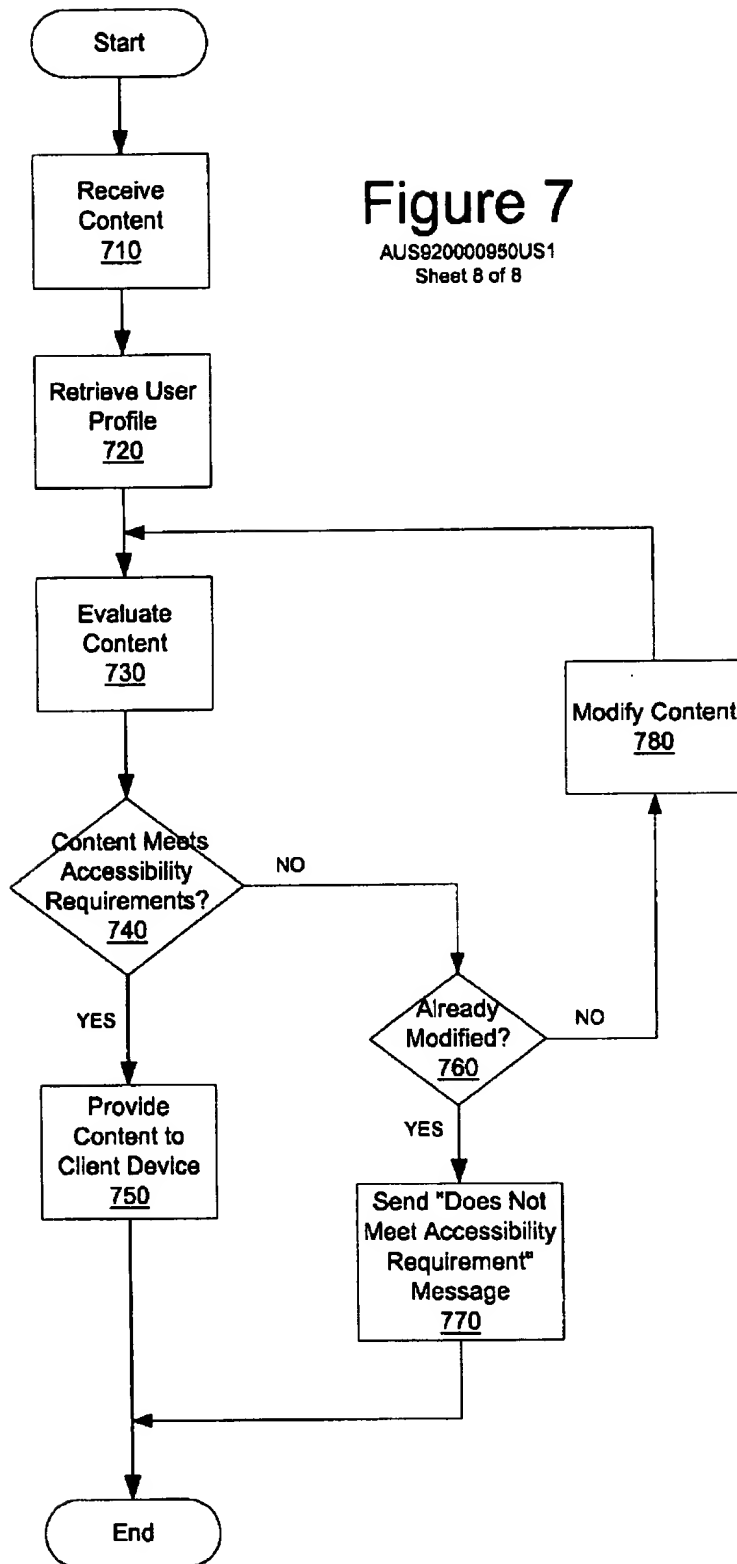 Start
Receive
Content
710
Figure 7
AUS920000950US1
Sheet 8 of 8
Retrieve User
Profile
720
Evaluate
Content
730
Modify Content
780
Content Meets
Accessibility
Requirements?
740
NO
Already
Modified?
760
NO
YES
Provide
Content to
Client Device
750
YES
Send "Does Not
Meet Accessibility
Requirement"
Message
770
End